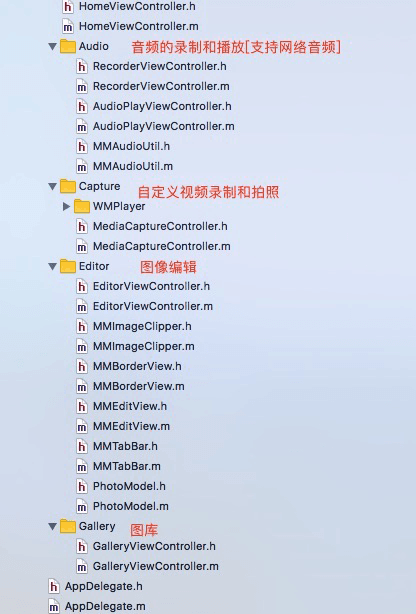 HomeViewController.h
HomeViewController.m
Audio 音频的录制和播放[支持网络音频]
h RecorderViewController.h
m RecorderViewController.m
h AudioPlayViewController.h
m AudioPlayViewController.m
h MMAudioUtil.h
m MMAudioUtil.m
Capture 自定义视频录制和拍照
WMPlayer
h MediaCaptureController.h
m MediaCaptureController.m
Editor 图像编辑
h EditorViewController.h
m EditorViewController.m
h MMImageClipper.h
m MMImageClipper.m
h MMBorderView.h
m MMBorderView.m
h MMEditView.h
m MMEditView.m
h MMTabBar.h
m MMTabBar.m
h PhotoModel.h
m PhotoModel.m
Gallery 图库
h GalleryViewController.h
m GalleryViewController.m
h AppDelegate.h
m AppDelegate.m